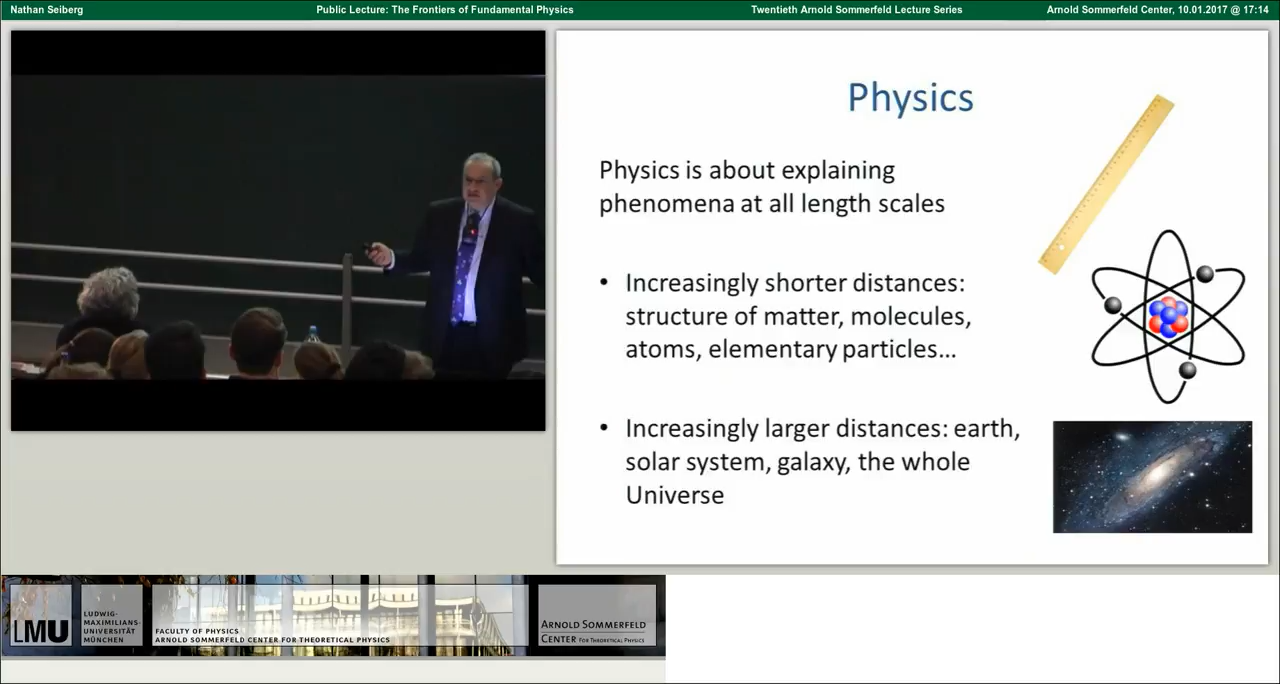 Nathan Seiberg
Public Lecture: The Frontiers of Fundamental Physics
Twentieth Arnold Sommerfeld Lecture Series
Arnold Sommerfeld Center, 10.01.2017 @ 17:14
Physics
Physics is about explaining
phenomena at all length scales
• Increasingly shorter distances:
structure of matter, molecules,
atoms, elementary particles...
• Increasingly larger distances: earth,
solar system, galaxy, the whole
Universe
LMU
LUDWIG-
MAXIMILIANS-
UNIVERSITÄT
MÜNCHEN
FACULTY OF PHYSICS
ARNOLD SOMMERFELD CENTER FOR THEORETICAL PHYSICS
ARNOLD SOMMERFELD
CENTER FOR THEORETICAL PHYSICS